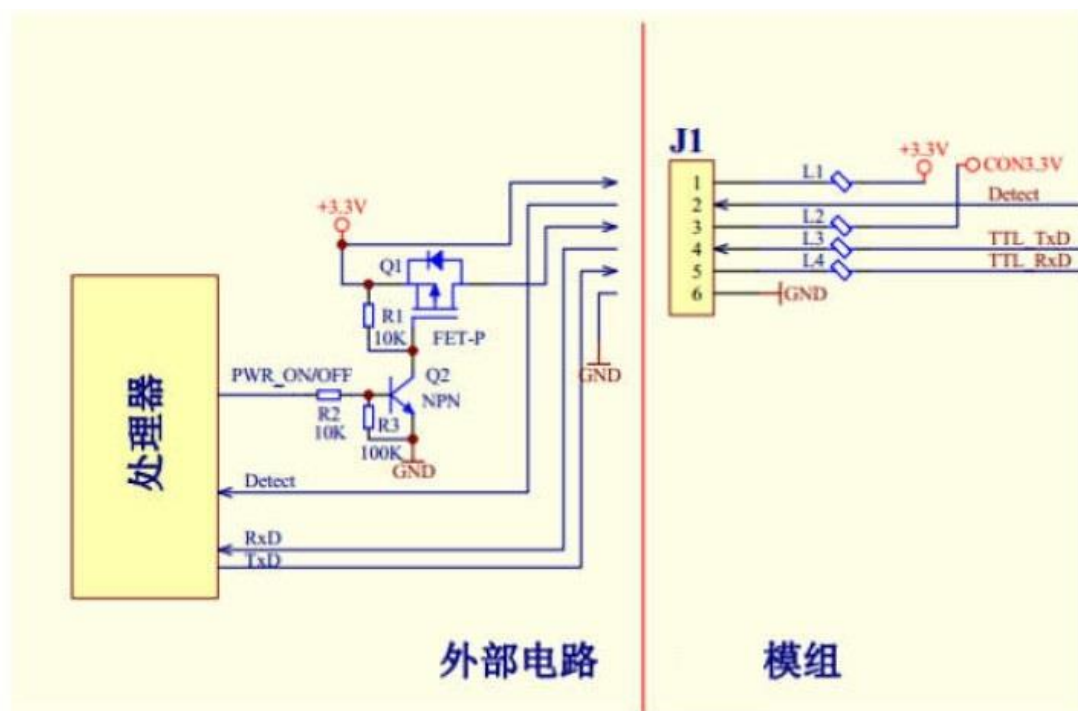 J1
+3.3V
CON3.3V
L1
1
Detect
2
L2
3
L3
TTL_TxD
4
L4
TTL_RxD
5
6
GND
+3.3V
Q1
R1
10K
FET-P
GND
PWR_ON/OFF
Q2
NPN
R2
10K
R3
100K
GND
处理器
Detect
RxD
TxD
外部电路
模组